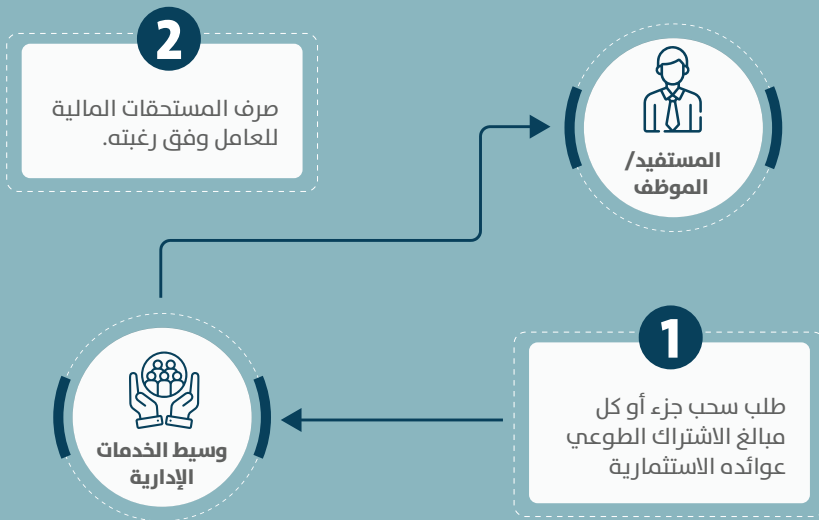 2
صرف المستحقات المالية
للعامل وفق رغبته.
المستفيد/
الموظف
1
طلب سحب جزء أو كل
مبالغ الاشتراك الطوعي
عوائده الاستثمارية
وسيط الخدمات
الإدارية